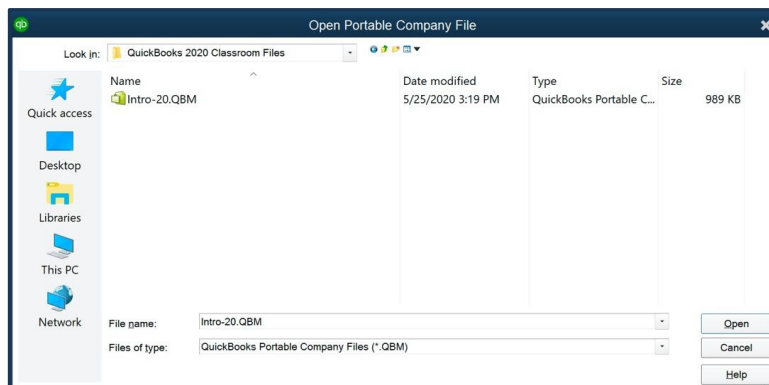 qb
Open Portable Company File
Look in:
QuickBooks 2020 Classroom Files
Name Date modified Type Size
Intro-20.QBM 5/25/2020 3:19 PM QuickBooks Portable C... 989 KB
Quick access
Desktop
Libraries
This PC
Network
File name: Intro-20.QBM Open
Files of type: QuickBooks Portable Company Files (*.QBM) Cancel
Help